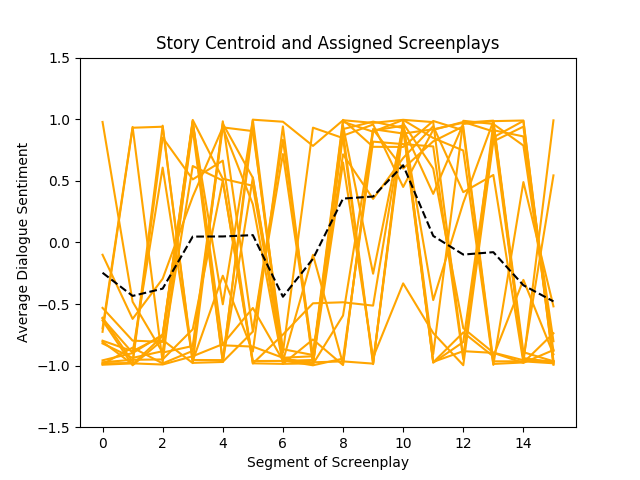 Story Centroid and Assigned Screenplays
1.5
1.0
0.5
0.0
−0.5
−1.0
−1.5
Average Dialogue Sentiment
0 2 4 6 8 10 12 14
Segment of Screenplay